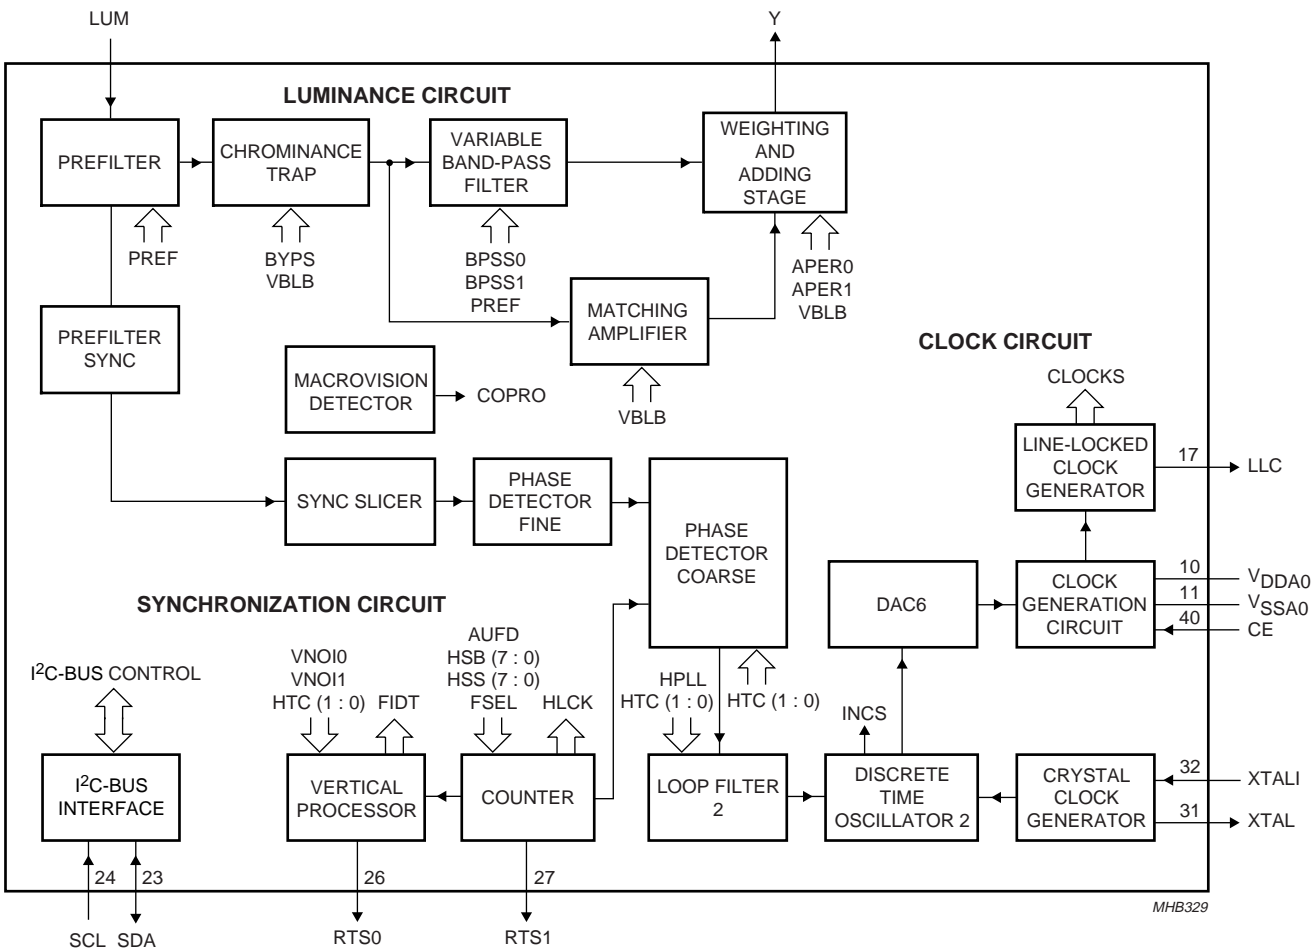 LUM
Y
LUMINANCE CIRCUIT
PREFILTER
CHROMINANCE
TRAP
VARIABLE
BAND-PASS
FILTER
WEIGHTING
AND
ADDING
STAGE
PREF
BYPS
VBLB
BPSS0
BPSS1
PREF
APER0
APER1
VBLB
PREFILTER
SYNC
MATCHING
AMPLIFIER
VBLB
MACROVISION
DETECTOR
COPRO
CLOCK CIRCUIT
CLOCKS
LINE-LOCKED
CLOCK
GENERATOR
17
LLC
SYNC SLICER
PHASE
DETECTOR
FINE
PHASE
DETECTOR
COARSE
DAC6
CLOCK
GENERATION
CIRCUIT
10
VDDA0
11
VSSA0
40
CE
SYNCHRONIZATION CIRCUIT
I2C-BUS CONTROL
VNOI0
VNOI1
HTC (1 : 0)
FIDT
AUFD
HSB (7 : 0)
HSS (7 : 0)
FSEL
HLCK
HPLL
HTC (1 : 0)
HTC (1 : 0)
INCS
I2C-BUS
INTERFACE
VERTICAL
PROCESSOR
COUNTER
LOOP FILTER
2
DISCRETE
TIME
OSCILLATOR 2
CRYSTAL
CLOCK
GENERATOR
32
XTALI
31
XTAL
24
23
26
27
SCL
SDA
RTS0
RTS1
MHB329